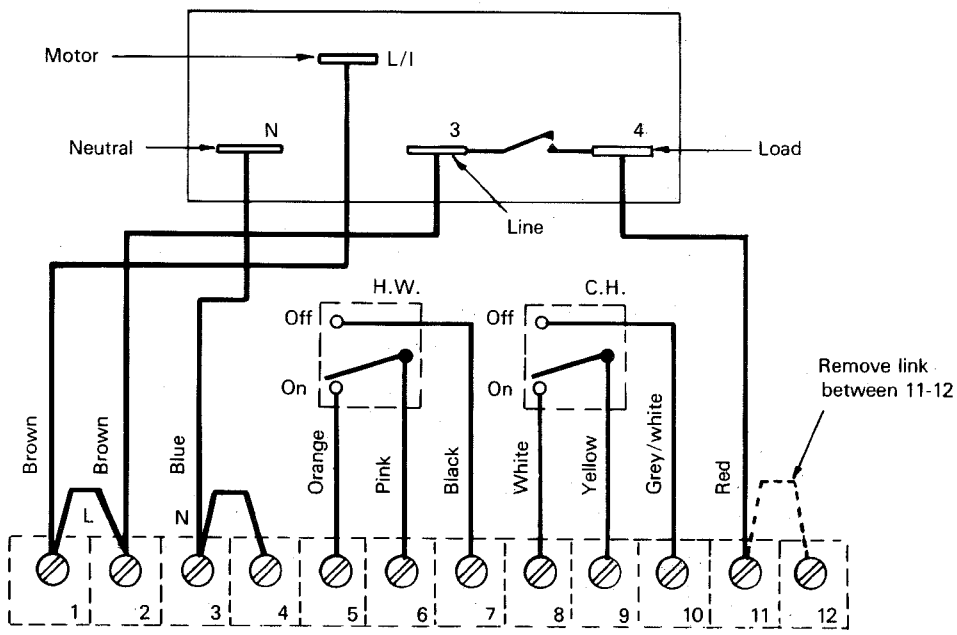 Motor
L/I
Neutral
N
3
4
Load
Line
H.W.
C.H.
Off
Off
On
On
Remove link
between 11-12
Brown
Brown
Blue
Orange
Pink
Black
White
Yellow
Grey/white
Red
L
N
1
2
3
4
5
6
7
8
9
10
11
12